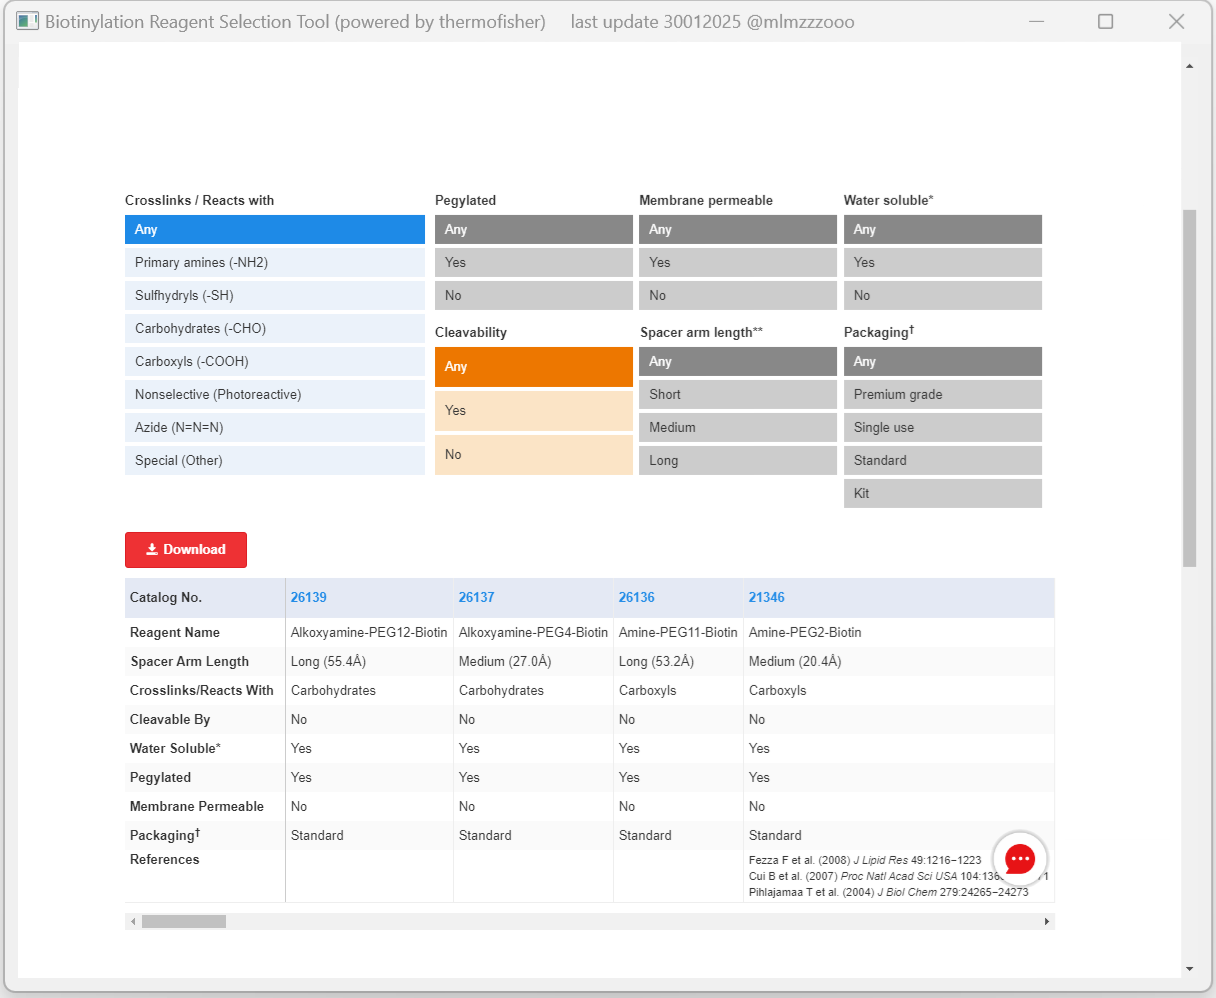 Biotinylation Reagent Selection Tool (powered by thermofisher) last update 30012025 @mlmzzzooo
Crosslinks / Reacts with
Any
Primary amines (-NH2)
Sulfhydryls (-SH)
Carbohydrates (-CHO)
Carboxyls (-COOH)
Nonselective (Photoreactive)
Azide (N=N=N)
Special (Other)
Pegylated
Any
Yes
No
Membrane permeable
Any
Yes
No
Water soluble*
Any
Yes
No
Cleavability
Any
Yes
No
Spacer arm length**
Any
Short
Medium
Long
Packaging†
Any
Premium grade
Single use
Standard
Kit
Download
Catalog No. 26139 26137 26136 21346
Reagent Name Alkoxyamine-PEG12-Biotin Alkoxyamine-PEG4-Biotin Amine-PEG11-Biotin Amine-PEG2-Biotin
Spacer Arm Length Long (55.4Å) Medium (27.0Å) Long (53.2Å) Medium (20.4Å)
Crosslinks/Reacts With Carbohydrates Carbohydrates Carboxyls Carboxyls
Cleavable By No No No No
Water Soluble* Yes Yes Yes Yes
Pegylated Yes Yes Yes Yes
Membrane Permeable No No No No
Packaging† Standard Standard Standard Standard
References
Fezza F et al. (2008) J Lipid Res 49:1216–1223
Cui B et al. (2007) Proc Natl Acad Sci USA
Pihlajamaa T et al. (2004) J Biol Chem 279:24265–24273